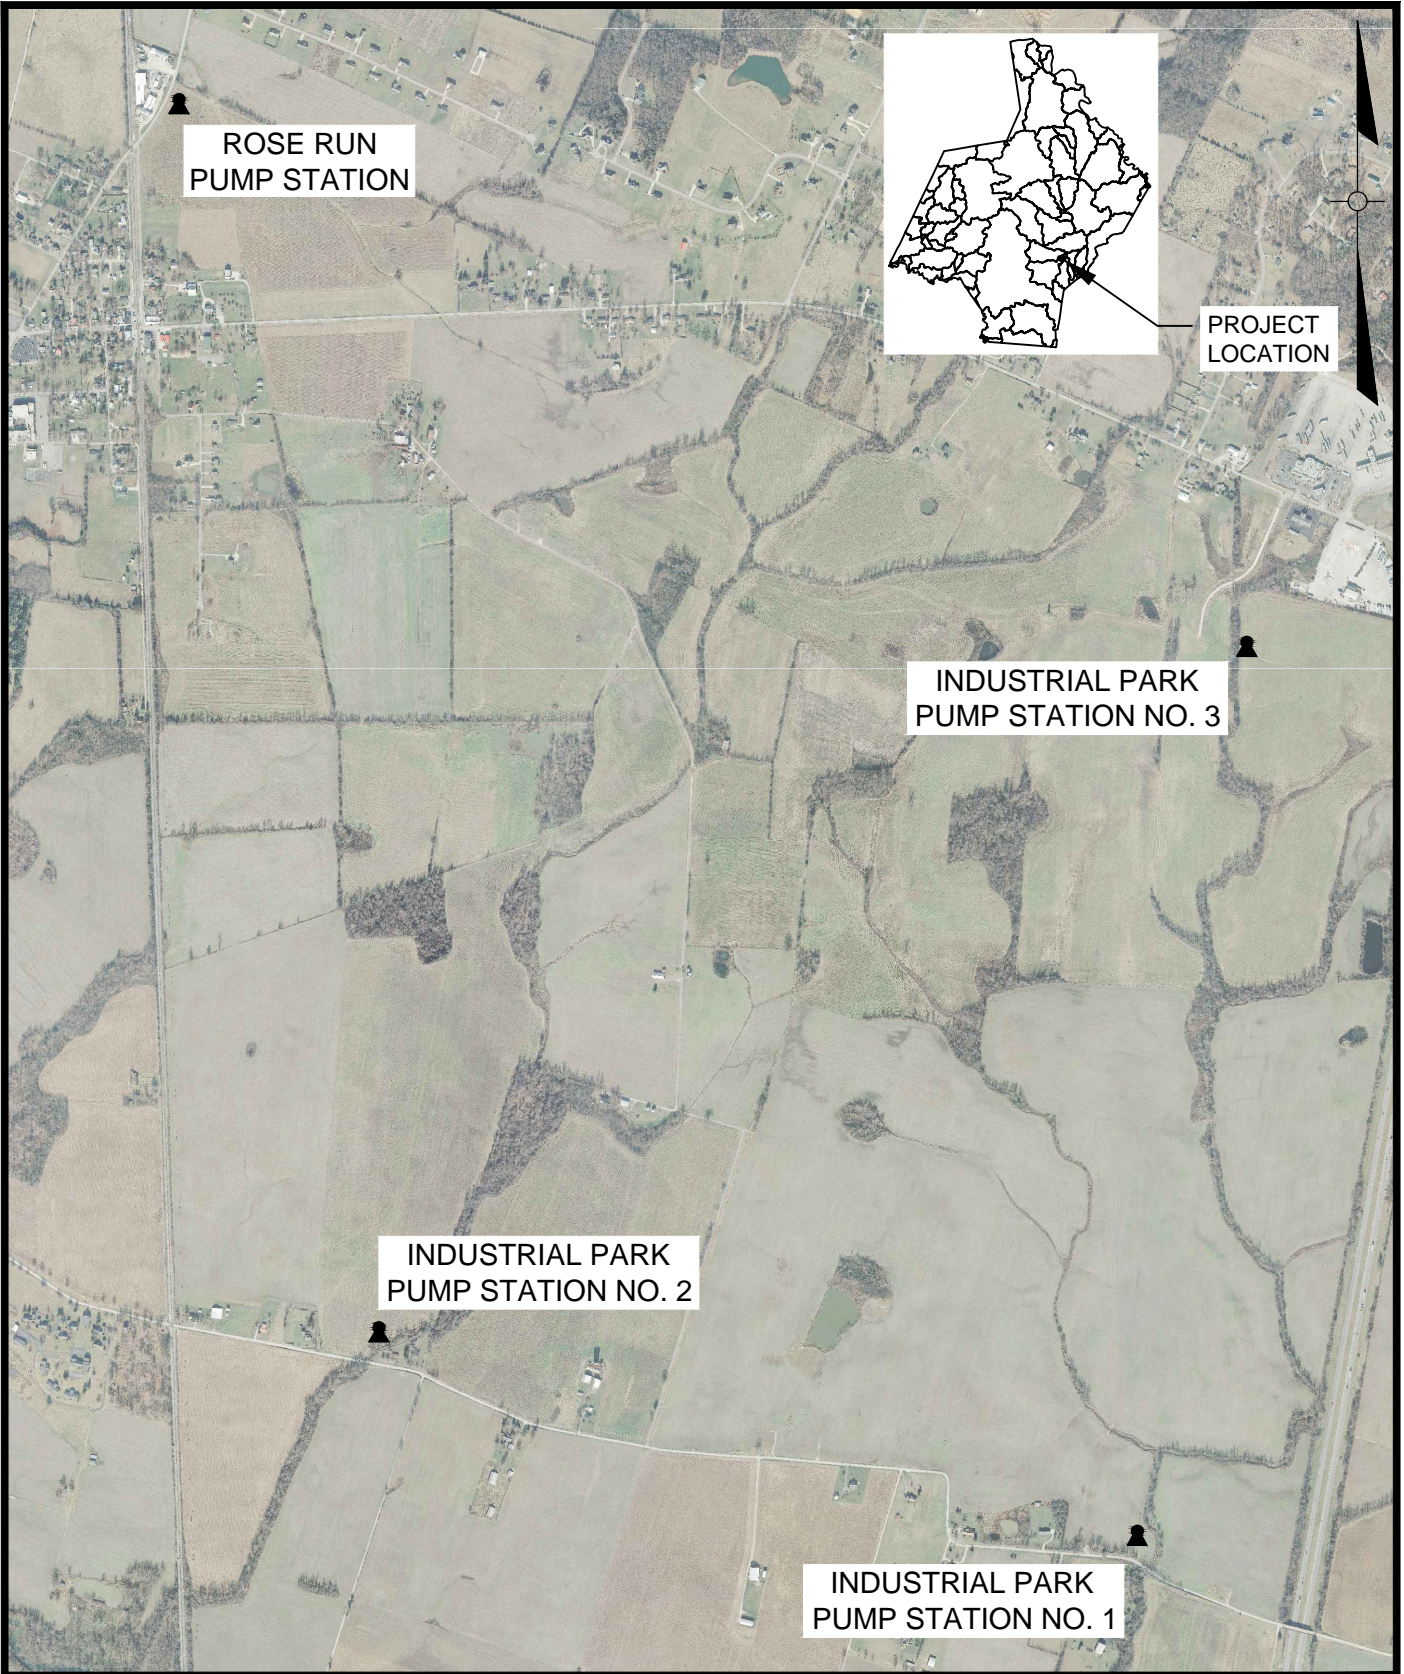 ROSE RUN
PUMP STATION
PROJECT
LOCATION
INDUSTRIAL PARK
PUMP STATION NO. 3
INDUSTRIAL PARK
PUMP STATION NO. 2
INDUSTRIAL PARK
PUMP STATION NO. 1